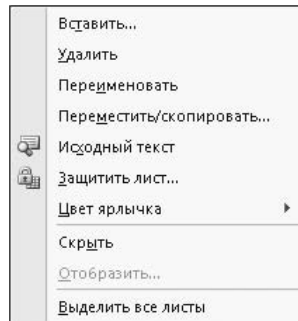 Вставить...
Удалить
Переименовать
Переместить/скопировать...
Исходный текст
Защитить лист...
Цвет ярлычка
Скрыть
Отобразить...
Выделить все листы